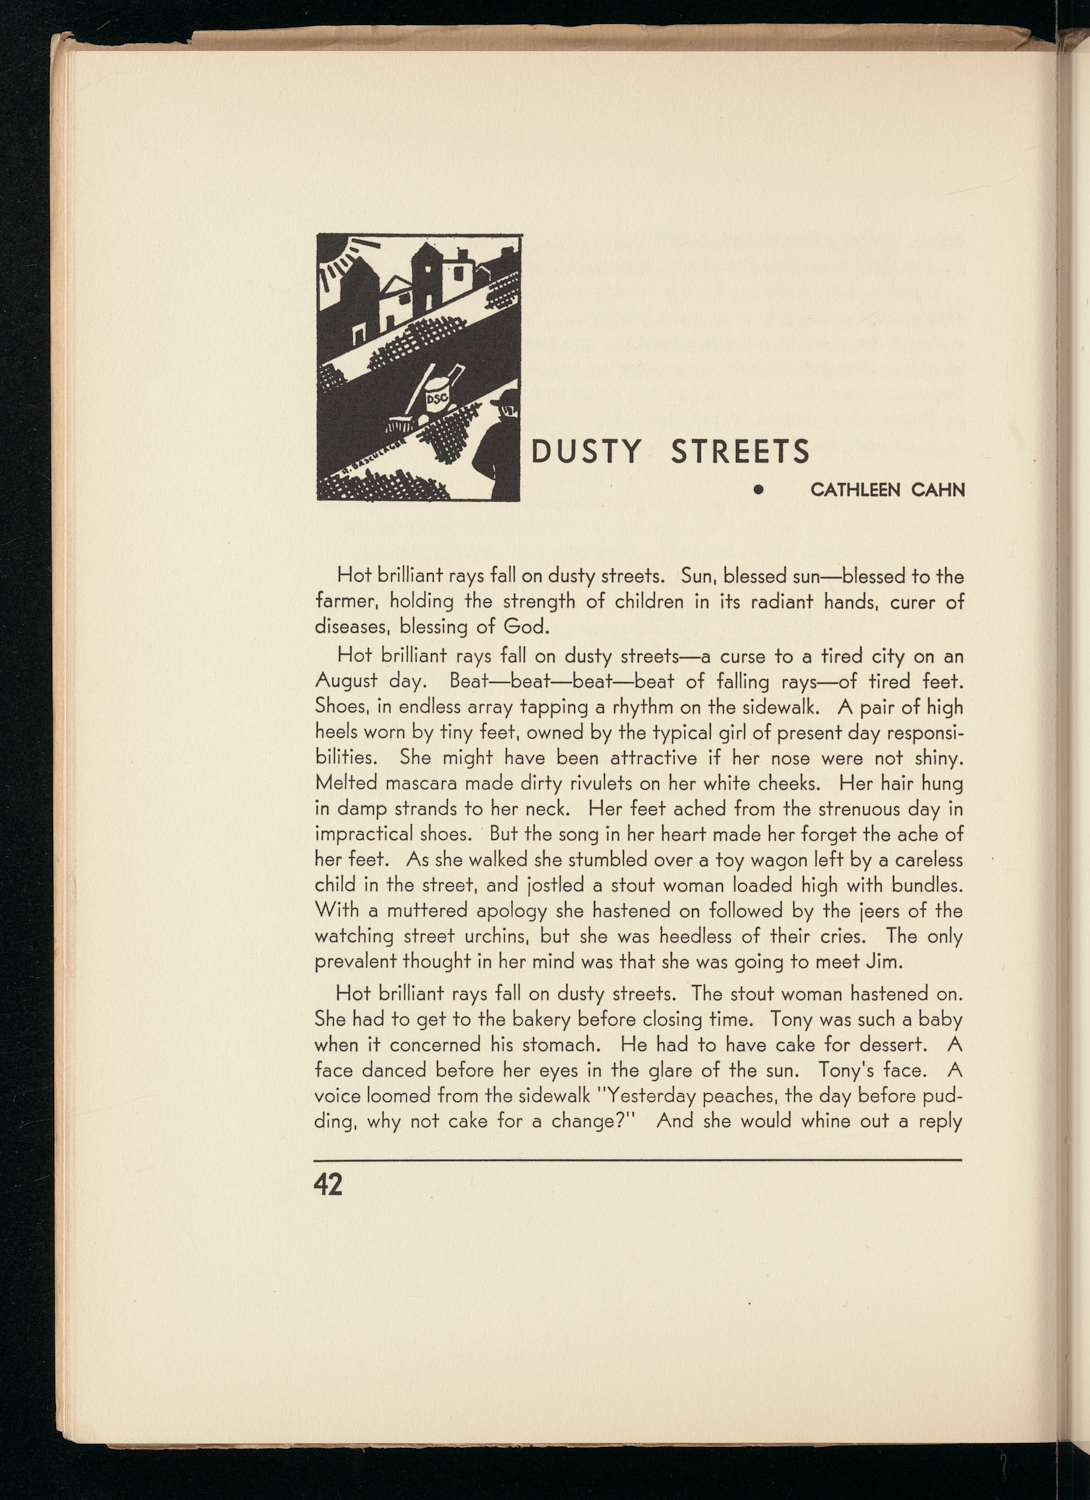 DSC
DUSTY STREETS
• CATHLEEN CAHN
Hot brilliant rays fall on dusty streets. Sun, blessed sun—blessed to the
farmer, holding the strength of children in its radiant hands, curer of
diseases, blessing of God.
Hot brilliant rays fall on dusty streets—a curse to a tired city on an
August day. Beat—beat—beat—beat of falling rays—of tired feet.
Shoes, in endless array tapping a rhythm on the sidewalk. A pair of high
heels worn by tiny feet, owned by the typical girl of present day responsi-
bilities. She might have been attractive if her nose were not shiny.
Melted mascara made dirty rivulets on her white cheeks. Her hair hung
in damp strands to her neck. Her feet ached from the strenuous day in
impractical shoes. But the song in her heart made her forget the ache of
her feet. As she walked she stumbled over a toy wagon left by a careless
child in the street, and jostled a stout woman loaded high with bundles.
With a muttered apology she hastened on followed by the jeers of the
watching street urchins, but she was heedless of their cries. The only
prevalent thought in her mind was that she was going to meet Jim.
Hot brilliant rays fall on dusty streets. The stout woman hastened on.
She had to get to the bakery before closing time. Tony was such a baby
when it concerned his stomach. He had to have cake for dessert. A
face danced before her eyes in the glare of the sun. Tony's face. A
voice loomed from the sidewalk "Yesterday peaches, the day before pud-
ding, why not cake for a change?" And she would whine out a reply
42